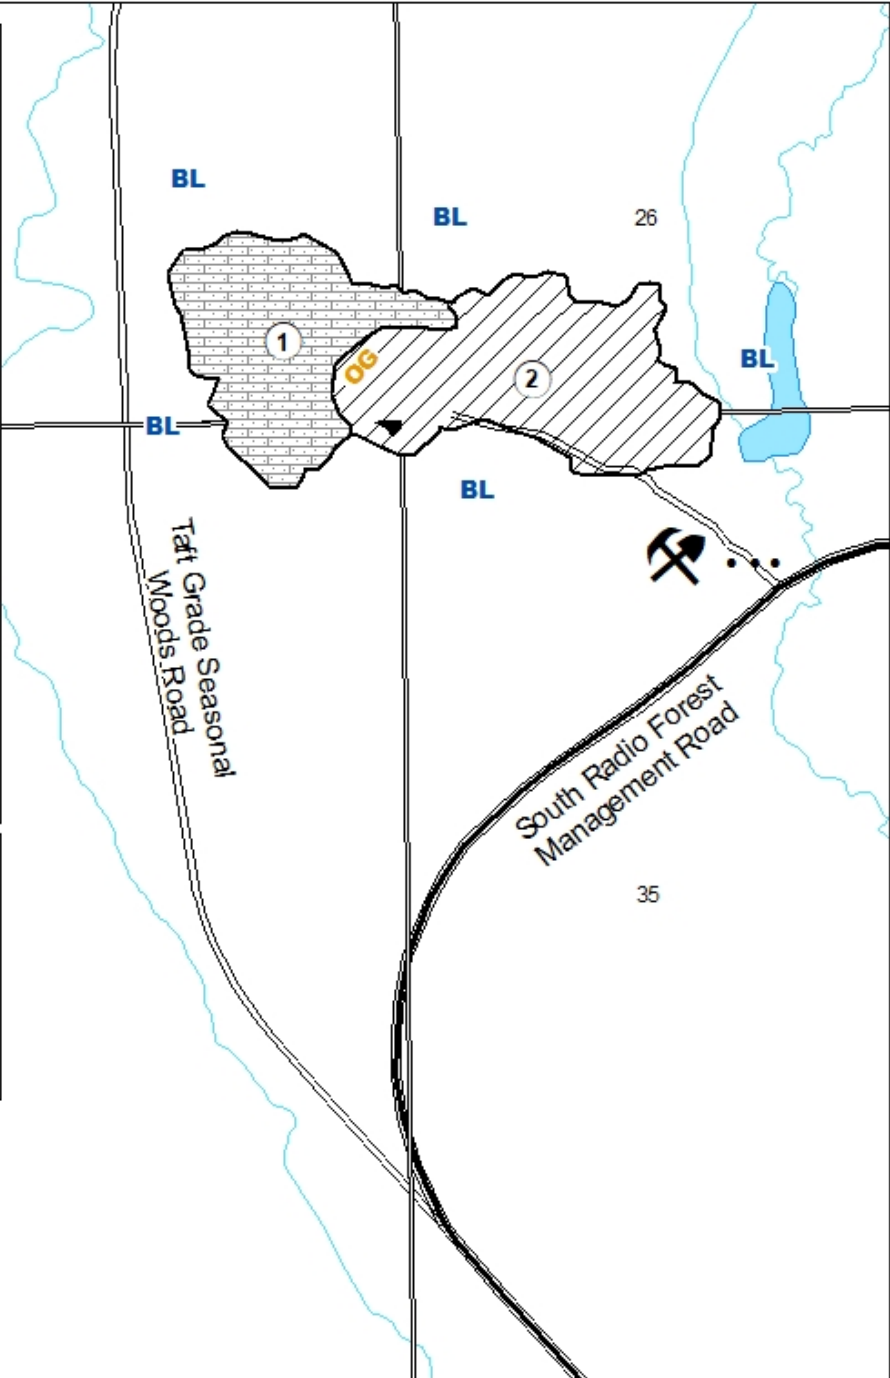 BL
BL
26
1
OG
2
BL
BL
BL
Taft Grade Seasonal
Woods Road
South Radio Forest
Management Road
35